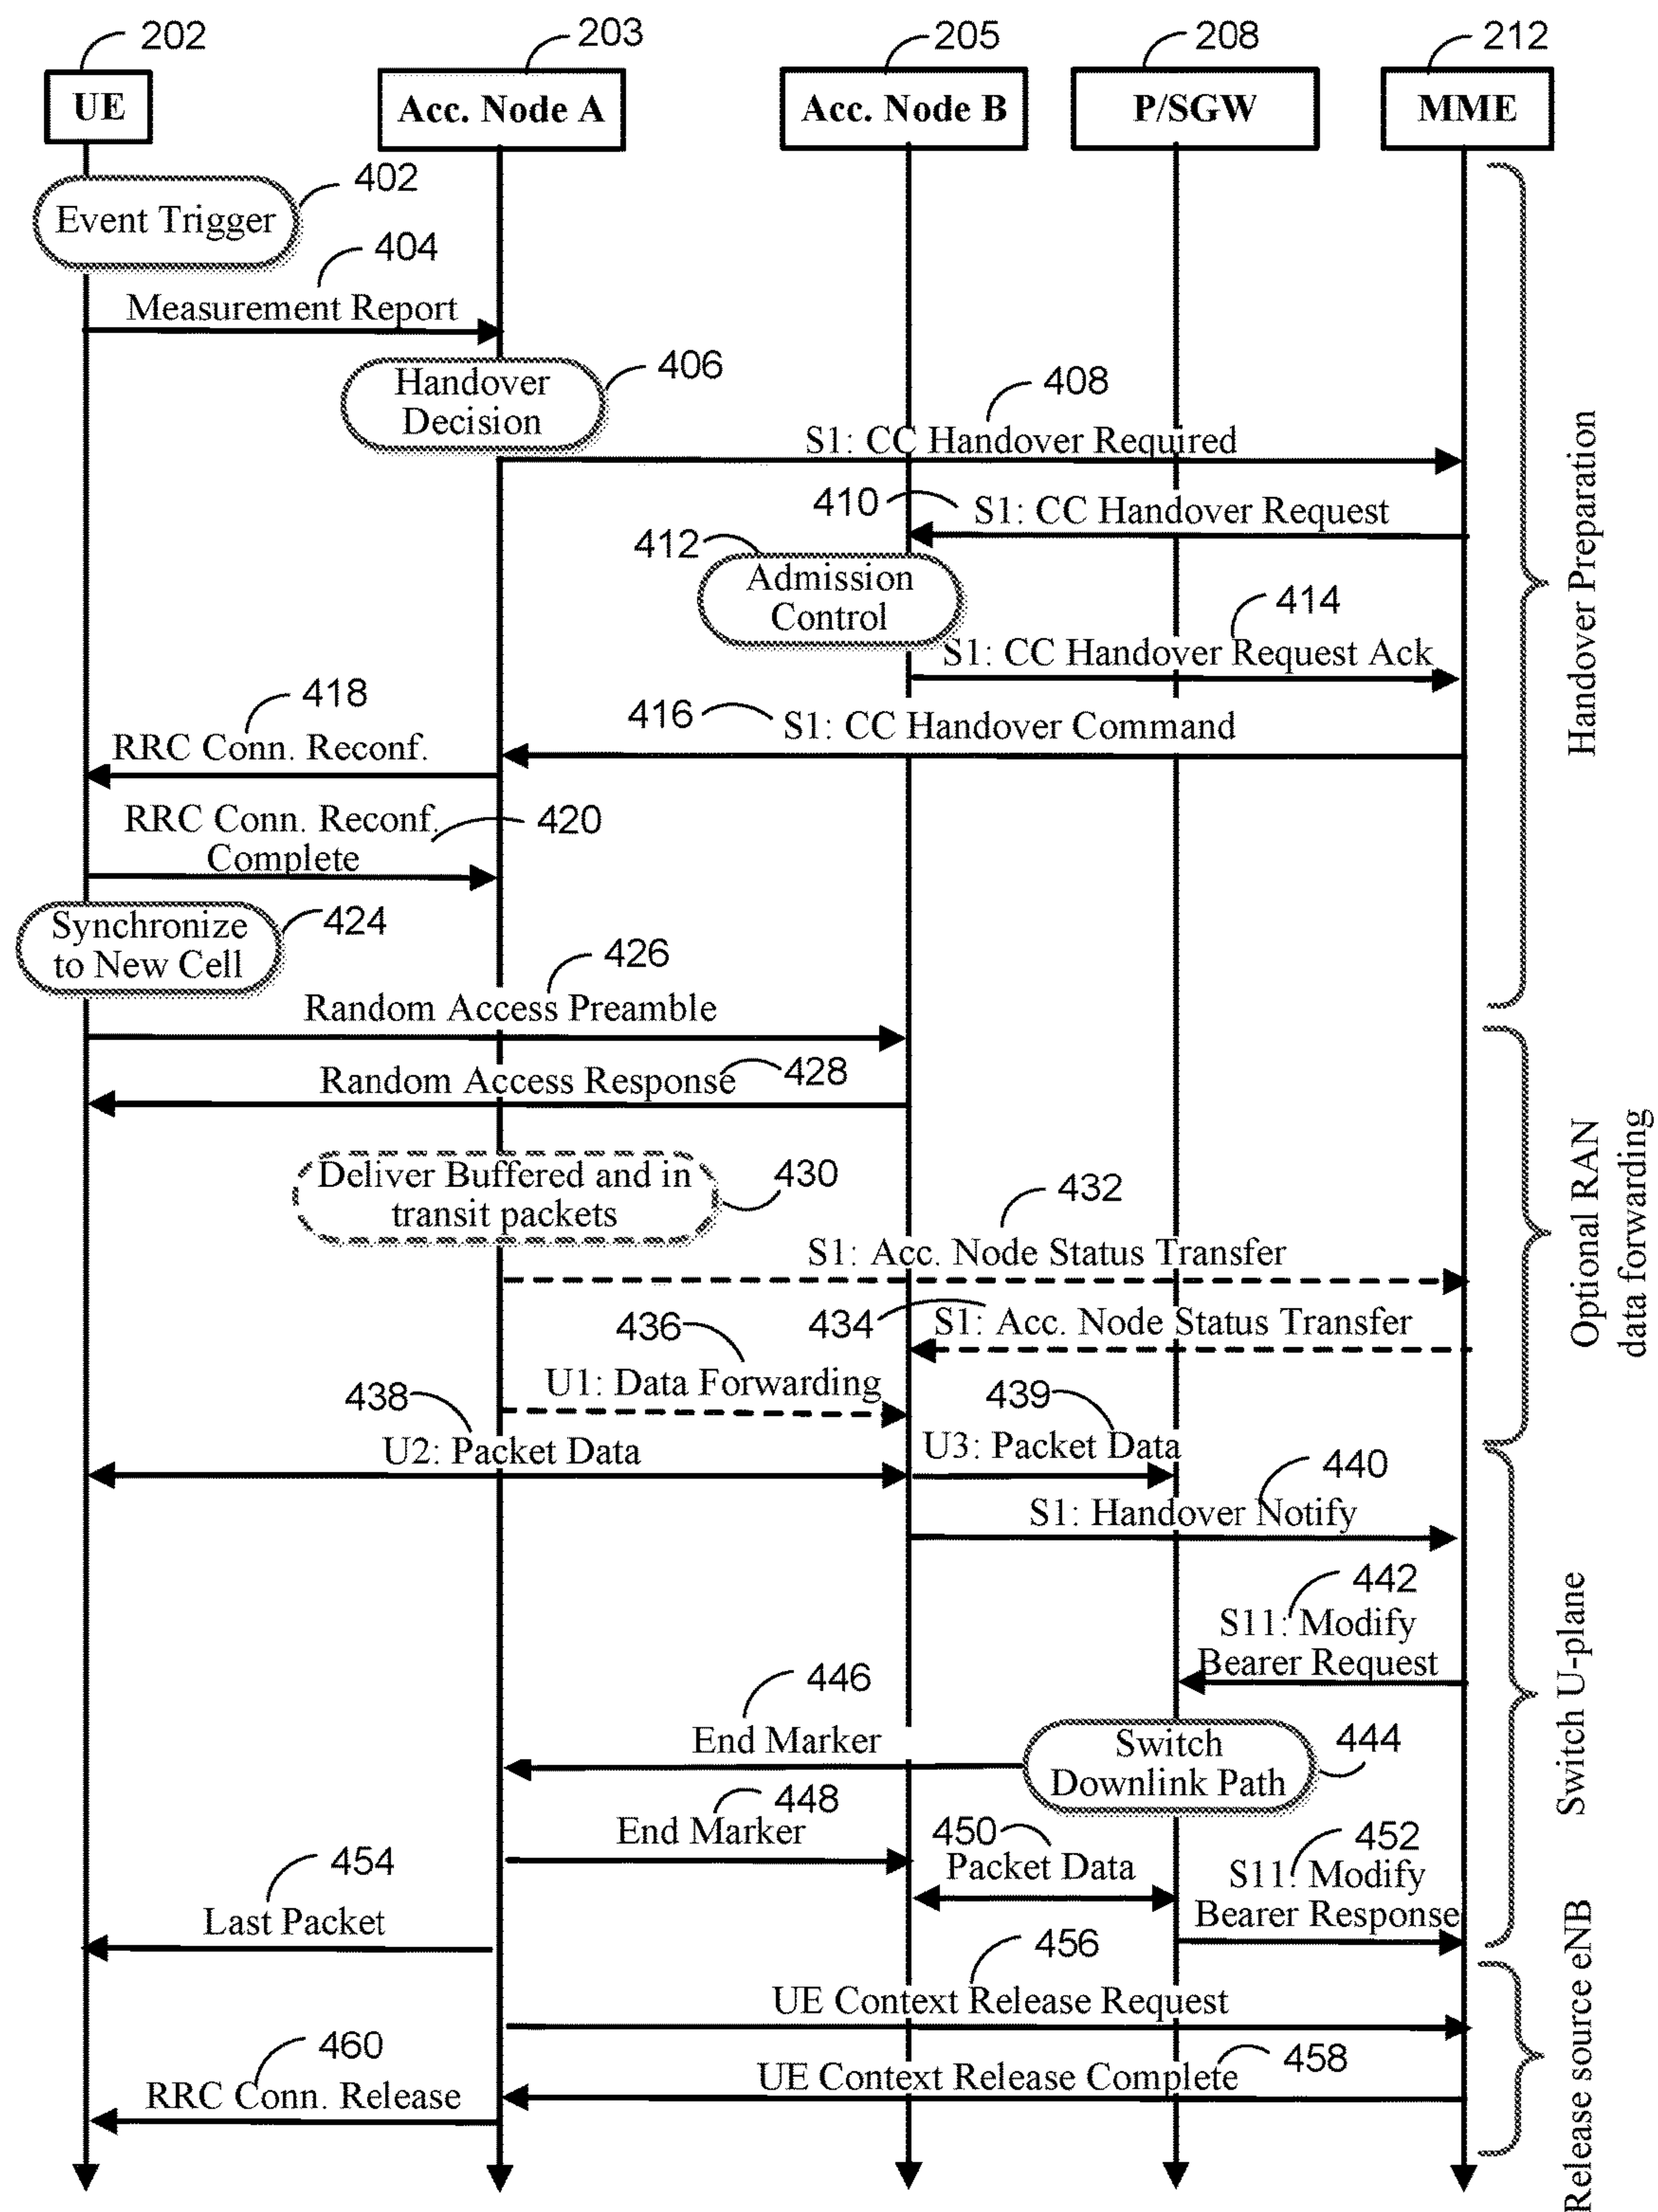 202
203
205
208
212
UE
Acc. Node A
Acc. Node B
P/SGW
MME
402
Event Trigger
404
Measurement Report
406
Handover
Decision
408
S1: CC Handover Required
410
S1: CC Handover Request
412
Admission
Control
414
S1: CC Handover Request Ack
416
S1: CC Handover Command
418
RRC Conn. Reconf.
RRC Conn. Reconf.
Complete
420
Handover Preparation
Synchronize
to New Cell
424
426
Random Access Preamble
Random Access Response
428
Deliver Buffered and in
transit packets
430
432
S1: Acc. Node Status Transfer
434
S1: Acc. Node Status Transfer
436
U1: Data Forwarding
Optional RAN
data forwarding
438
U2: Packet Data
439
U3: Packet Data
440
S1: Handover Notify
442
S11: Modify
Bearer Request
446
End Marker
Switch
Downlink Path
444
448
End Marker
450
Packet Data
452
S11: Modify
Bearer Response
Switch U-plane
454
Last Packet
456
UE Context Release Request
458
UE Context Release Complete
460
RRC Conn. Release
Release source eNB